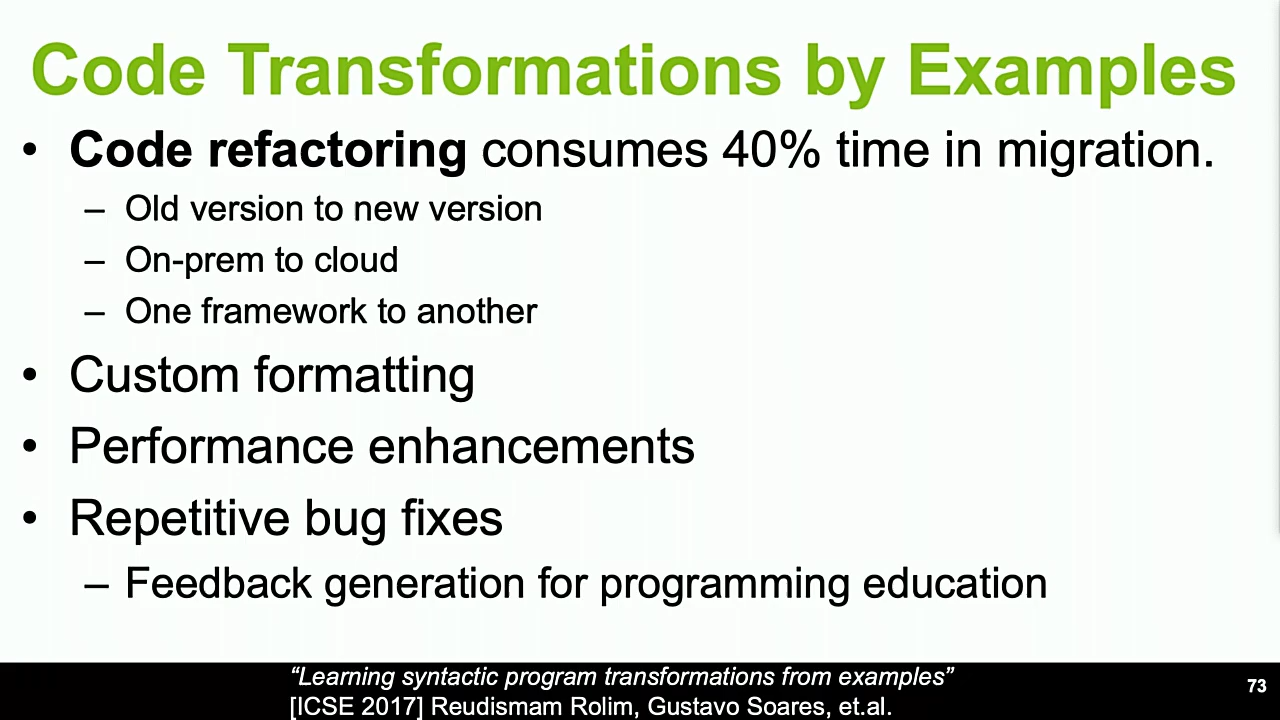 Code Transformations by Examples
• Code refactoring consumes 40% time in migration.
– Old version to new version
– On-prem to cloud
– One framework to another
• Custom formatting
• Performance enhancements
• Repetitive bug fixes
– Feedback generation for programming education
“Learning syntactic program transformations from examples”
[ICSE 2017] Reudismam Rolim, Gustavo Soares, et.al.
73